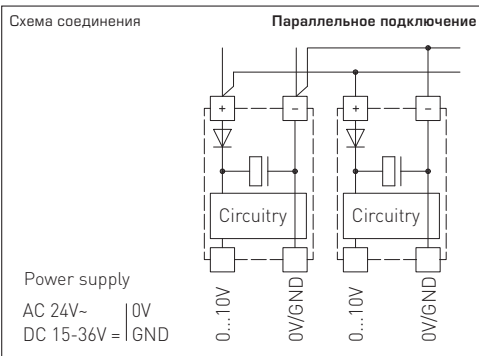 Схема соединения
Параллельное подключение
+
–
+
–
Circuitry
Circuitry
Power supply
AC 24V~ | 0V
DC 15-36V = | GND
0...10V
0V/GND
0...10V
0V/GND